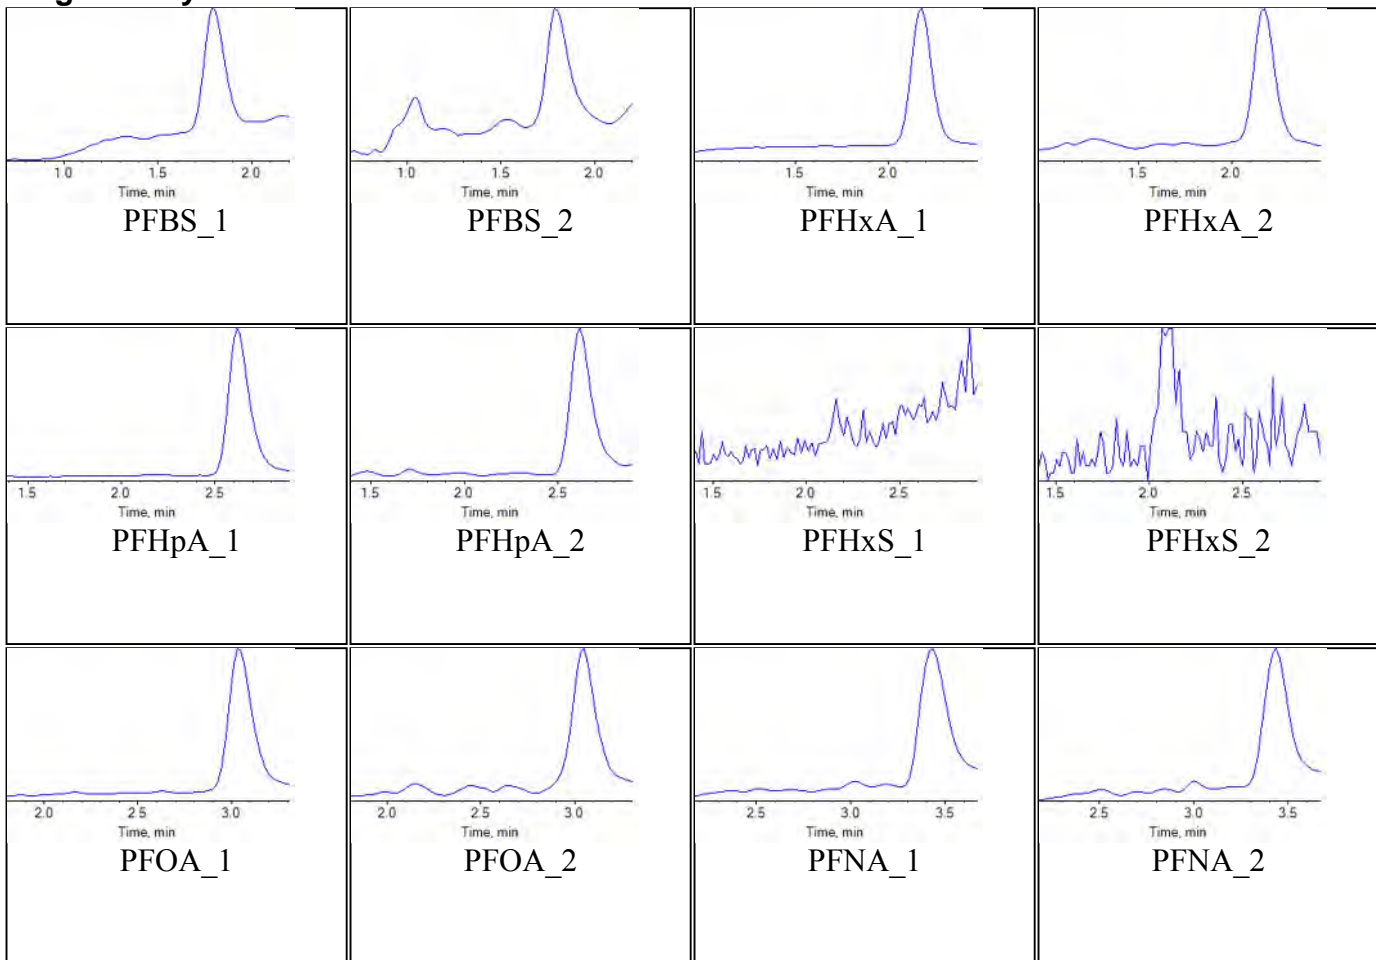 1.0 1.5 2.0 1.0 1.5 2.0 1.5 2.0 1.5 2.0
Time, min Time, min Time, min Time, min
PFBS_1 PFBS_2 PFHxA_1 PFHxA_2
1.5 2.0 2.5 1.5 2.0 2.5 1.5 2.0 2.5 1.5 2.0 2.5
Time, min Time, min Time, min Time, min
PFHpA_1 PFHpA_2 PFHxS_1 PFHxS_2
2.0 2.5 3.0 2.0 2.5 3.0 2.5 3.0 3.5 2.5 3.0 3.5
Time, min Time, min Time, min Time, min
PFOA_1 PFOA_2 PFNA_1 PFNA_2